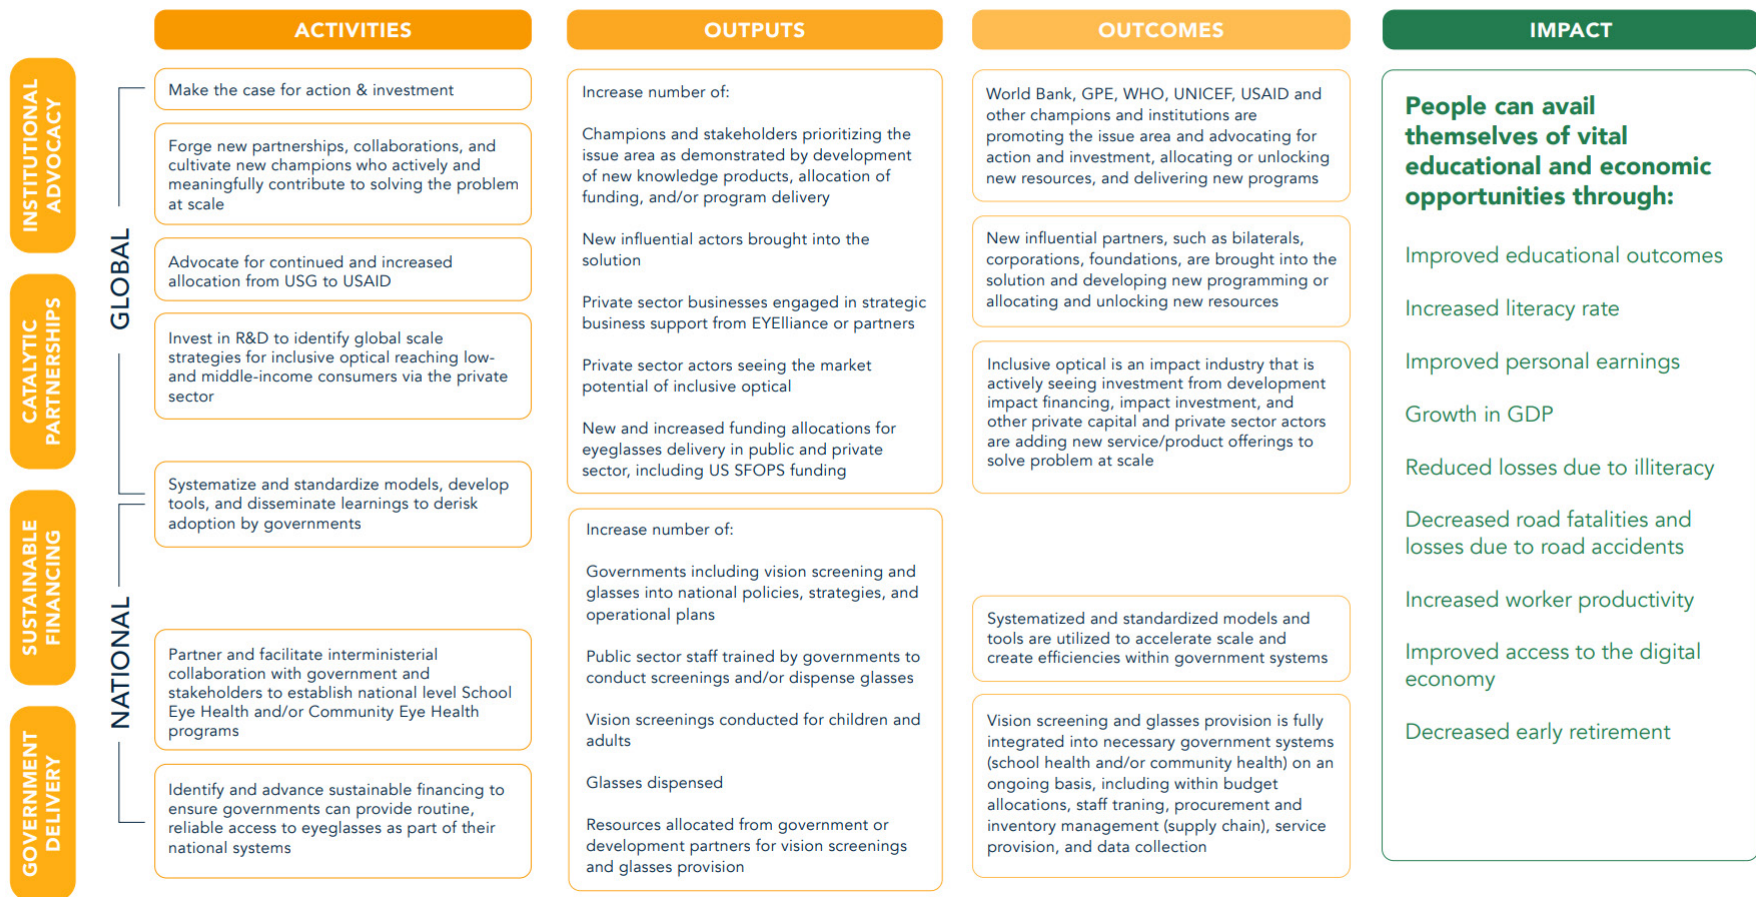 ACTIVITIES
OUTPUTS
OUTCOMES
IMPACT
INSTITUTIONAL
ADVOCACY
CATALYTIC
PARTNERSHIPS
SUSTAINABLE
FINANCING
GOVERNMENT
DELIVERY
GLOBAL
NATIONAL
Make the case for action & investment
Forge new partnerships, collaborations, and
cultivate new champions who actively and
meaningfully contribute to solving the problem
at scale
Advocate for continued and increased
allocation from USG to USAID
Invest in R&D to identify global scale
strategies for inclusive optical reaching low-
and middle-income consumers via the private
sector
Systematize and standardize models, develop
tools, and disseminate learnings to derisk
adoption by governments
Partner and facilitate interministerial
collaboration with government and
stakeholders to establish national level School
Eye Health and/or Community Eye Health
programs
Identify and advance sustainable financing to
ensure governments can provide routine,
reliable access to eyeglasses as part of their
national systems
Increase number of:
Champions and stakeholders prioritizing the
issue area as demonstrated by development
of new knowledge products, allocation of
funding, and/or program delivery
New influential actors brought into the
solution
Private sector businesses engaged in strategic
business support from EYElliance or partners
Private sector actors seeing the market
potential of inclusive optical
New and increased funding allocations for
eyeglasses delivery in public and private
sector, including US SFOPS funding
Increase number of:
Governments including vision screening and
glasses into national policies, strategies, and
operational plans
Public sector staff trained by governments to
conduct screenings and/or dispense glasses
Vision screenings conducted for children and
adults
Glasses dispensed
Resources allocated from government or
development partners for vision screenings
and glasses provision
World Bank, GPE, WHO, UNICEF, USAID and
other champions and institutions are
promoting the issue area and advocating for
action and investment, allocating or unlocking
new resources, and delivering new programs
New influential partners, such as bilaterals,
corporations, foundations, are brought into the
solution and developing new programming or
allocating and unlocking new resources
Inclusive optical is an impact industry that is
actively seeing investment from development
impact financing, impact investment, and
other private capital and private sector actors
are adding new service/product offerings to
solve problem at scale
Systematized and standardized models and
tools are utilized to accelerate scale and
create efficiencies within government systems
Vision screening and glasses provision is fully
integrated into necessary government systems
(school health and/or community health) on an
ongoing basis, including within budget
allocations, staff traning, procurement and
inventory management (supply chain), service
provision, and data collection
People can avail
themselves of vital
educational and economic
opportunities through:
Improved educational outcomes
Increased literacy rate
Improved personal earnings
Growth in GDP
Reduced losses due to illiteracy
Decreased road fatalities and
losses due to road accidents
Increased worker productivity
Improved access to the digital
economy
Decreased early retirement